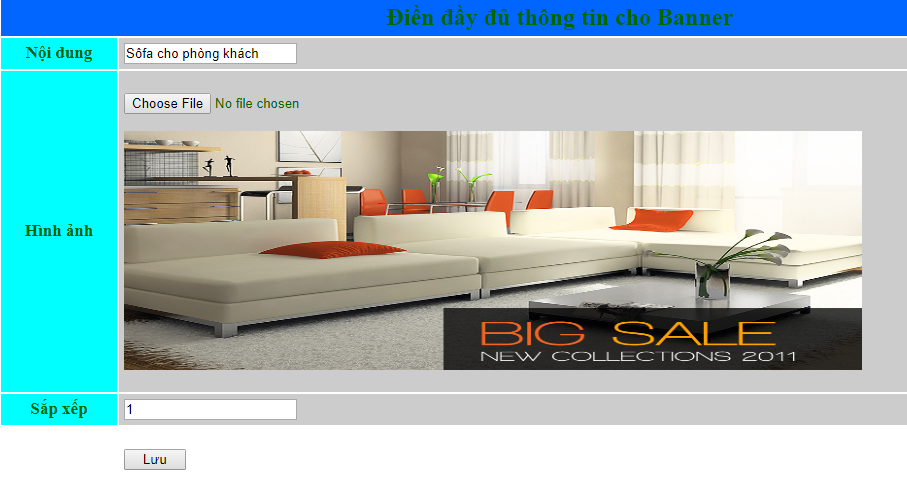 Điền đầy đủ thông tin cho Banner
Nội dung
Sôfa cho phòng khách
Choose File No file chosen
Hình ảnh
BIG SALE
NEW COLLECTIONS 2011
Sắp xếp
1
Lưu